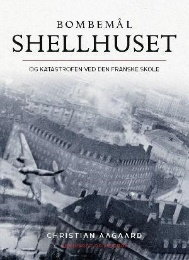 BOMBEMÅL
SHELLHUSET
OG KATASTROFEN VED DEN FRANSKE SKOLE
CHRISTIAN AAGAARD